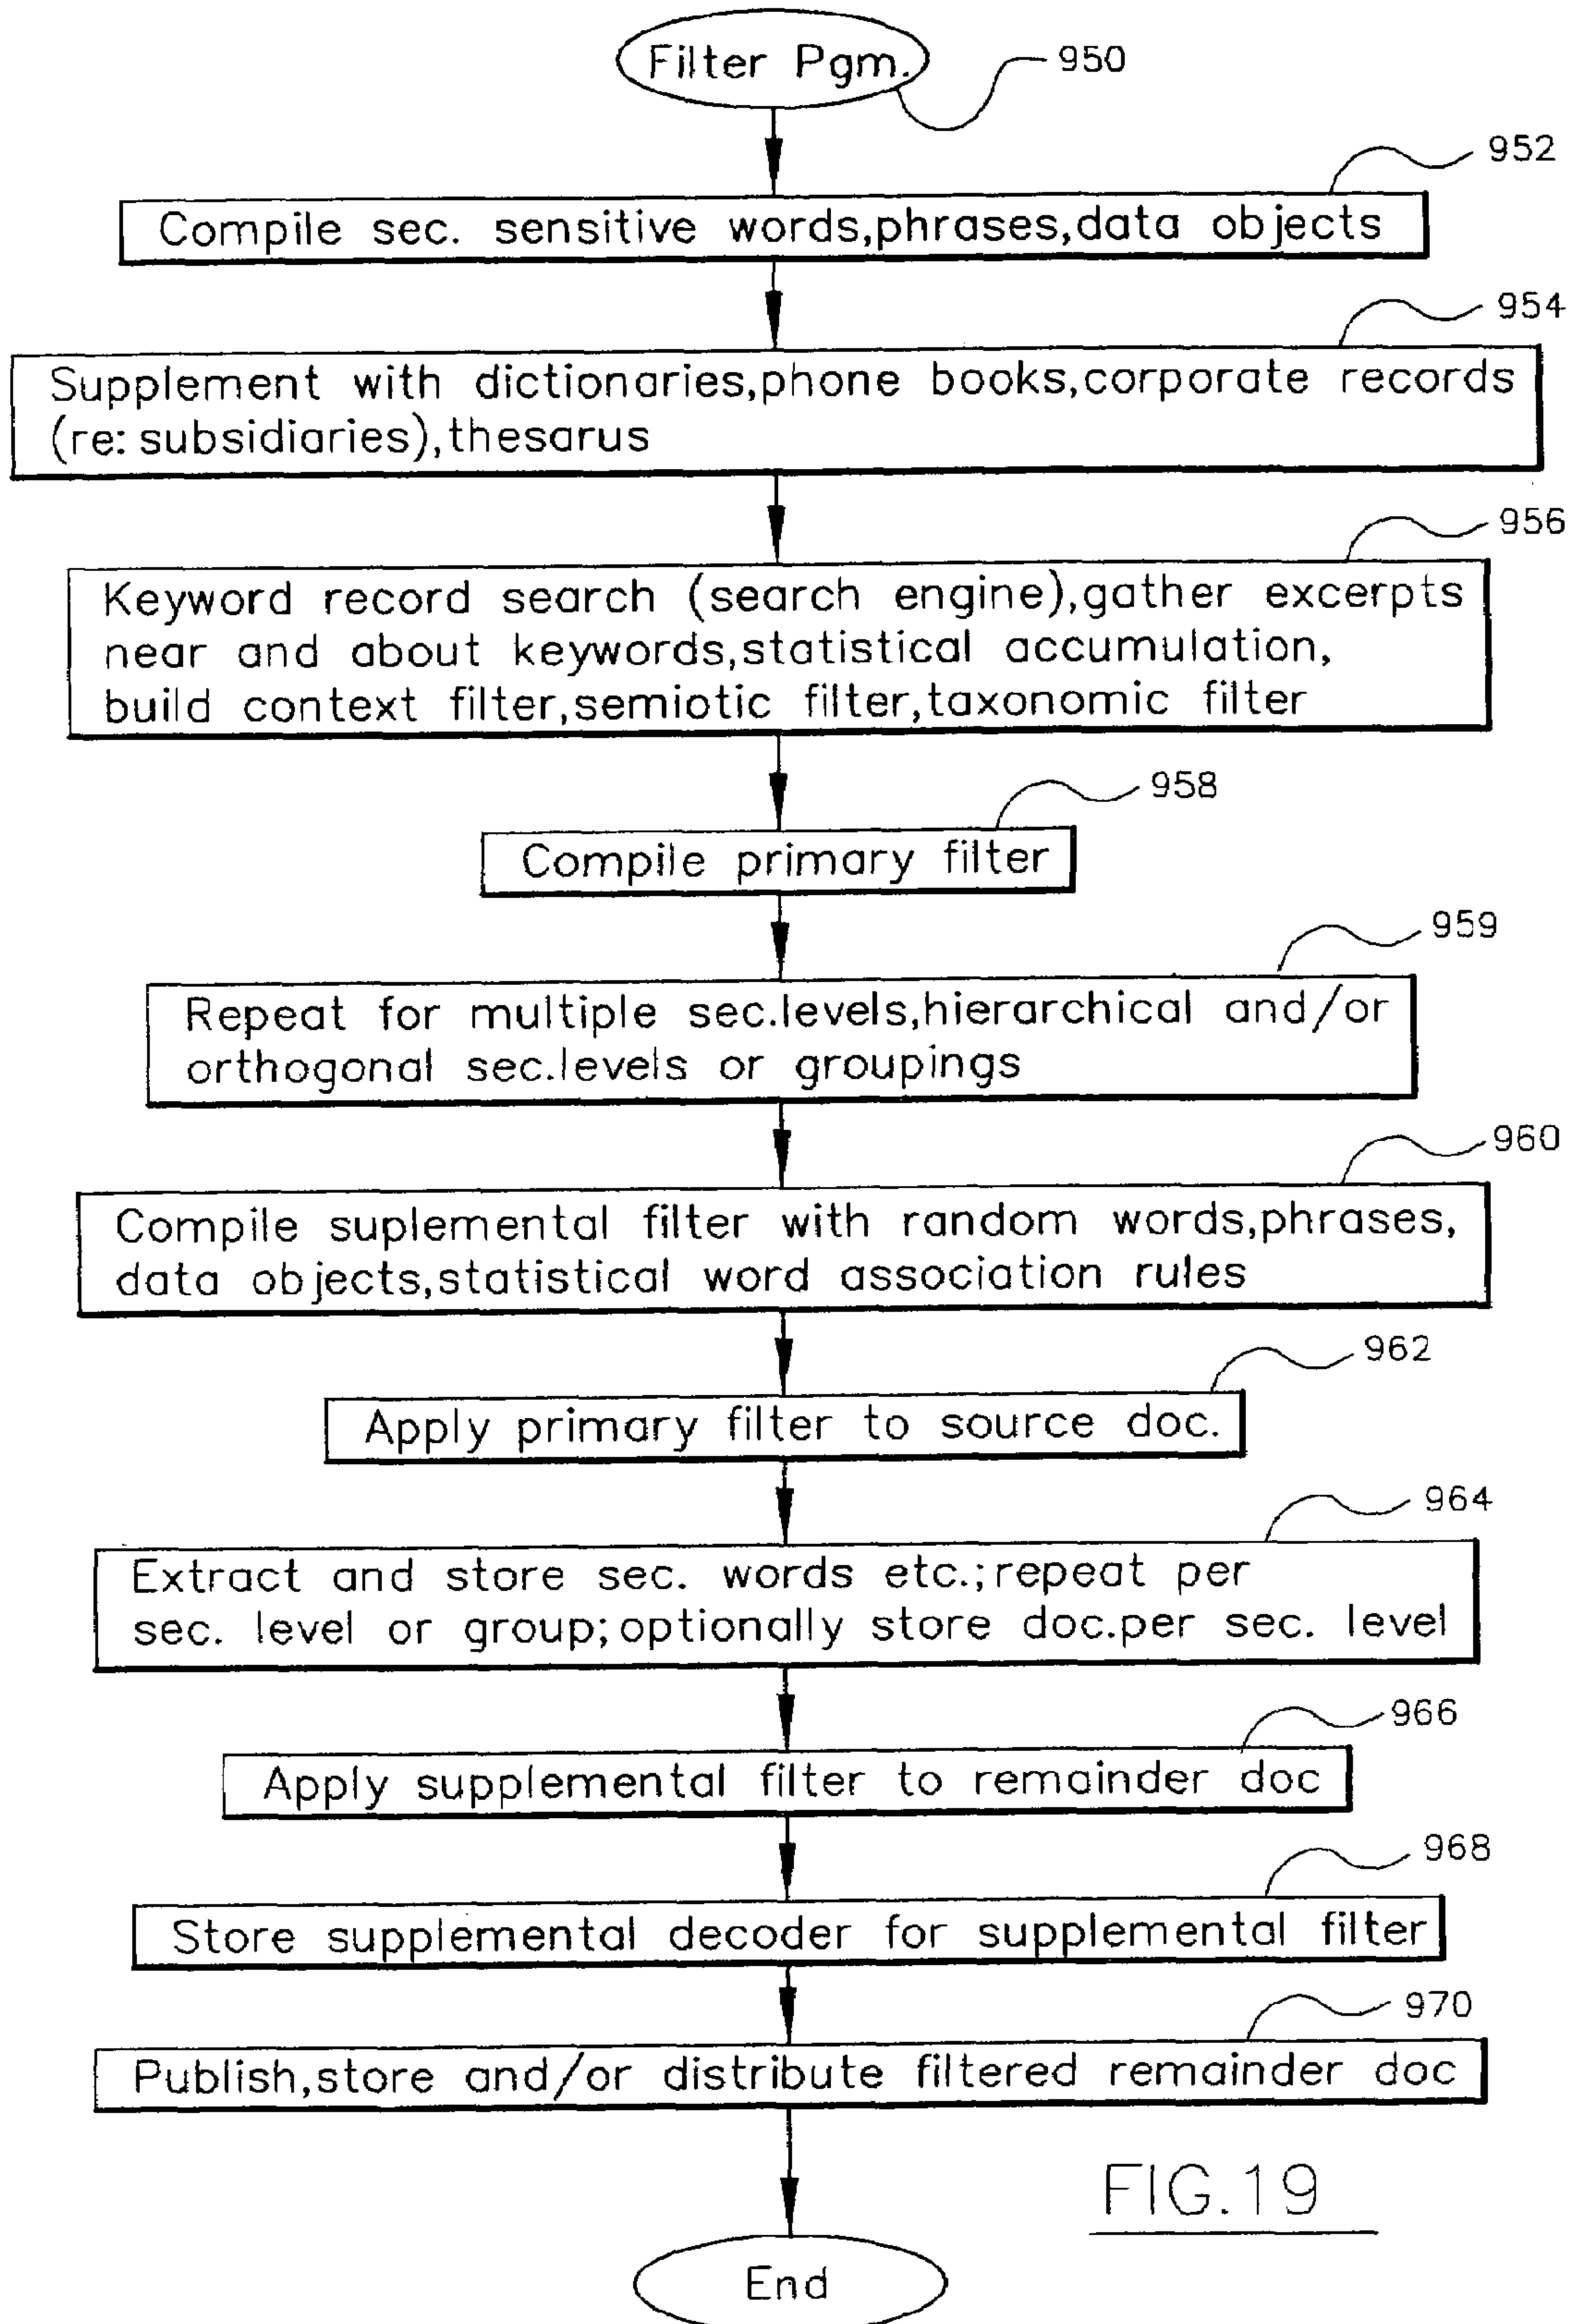 Filter Pgm.
950
952
Compile sec. sensitive words,phrases,data objects
954
Supplement with dictionaries,phone books,corporate records
(re: subsidiaries),thesarus
956
Keyword record search (search engine),gather excerpts
near and about keywords,statistical accumulation,
build context filter,semiotic filter,taxonomic filter
958
Compile primary filter
959
Repeat for multiple sec.levels,hierarchical and/or
orthogonal sec.levels or groupings
960
Compile suplemental filter with random words,phrases,
data objects,statistical word association rules
962
Apply primary filter to source doc.
964
Extract and store sec. words etc.;repeat per
sec. level or group;optionally store doc.per sec. level
966
Apply supplemental filter to remainder doc
968
Store supplemental decoder for supplemental filter
970
Publish,store and/or distribute filtered remainder doc
FIG.19
End